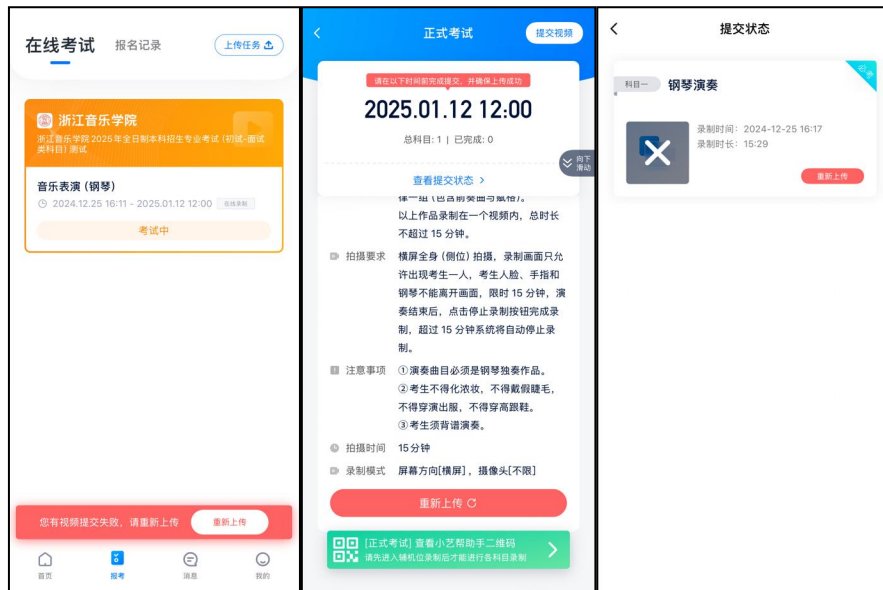 在线考试
报名记录
上传任务
浙江音乐学院
浙江音乐学院2025年全日制本科招生专业考试 (初试-面试
类科目) 测试
音乐表演 (钢琴)
2024.12.25 16:11 - 2025.01.12 12:00
在线录制
考试中
您有视频提交失败，请重新上传
重新上传
首页
报考
消息
我的
正式考试
提交视频
请在以下时间前完成提交，并确保上传成功
2025.01.12 12:00
总科目: 1 | 已完成: 0
向下
滑动
查看提交状态 >
律一组 (包含前奏曲与赋格)。
以上作品录制在一个视频内，总时长
不超过 15 分钟。
拍摄要求
横屏全身 (侧位) 拍摄，录制画面只允
许出现考生一人，考生人脸、手指和
钢琴不能离开画面，限时 15 分钟，演
奏结束后，点击停止录制按钮完成录
制，超过 15 分钟系统将自动停止录
制。
注意事项
①演奏曲目必须是钢琴独奏作品。
②考生不得化浓妆，不得戴假睫毛，
不得穿演出服，不得穿高跟鞋。
③考生须背谱演奏。
拍摄时间
15分钟
录制模式
屏幕方向[横屏]，摄像头[不限]
重新上传
[正式考试] 查看小艺帮助手二维码
请先进入辅机位录制后才能进行各科目录制
提交状态
必考
科目一
钢琴演奏
录制时间: 2024-12-25 16:17
录制时长: 15:29
重新上传